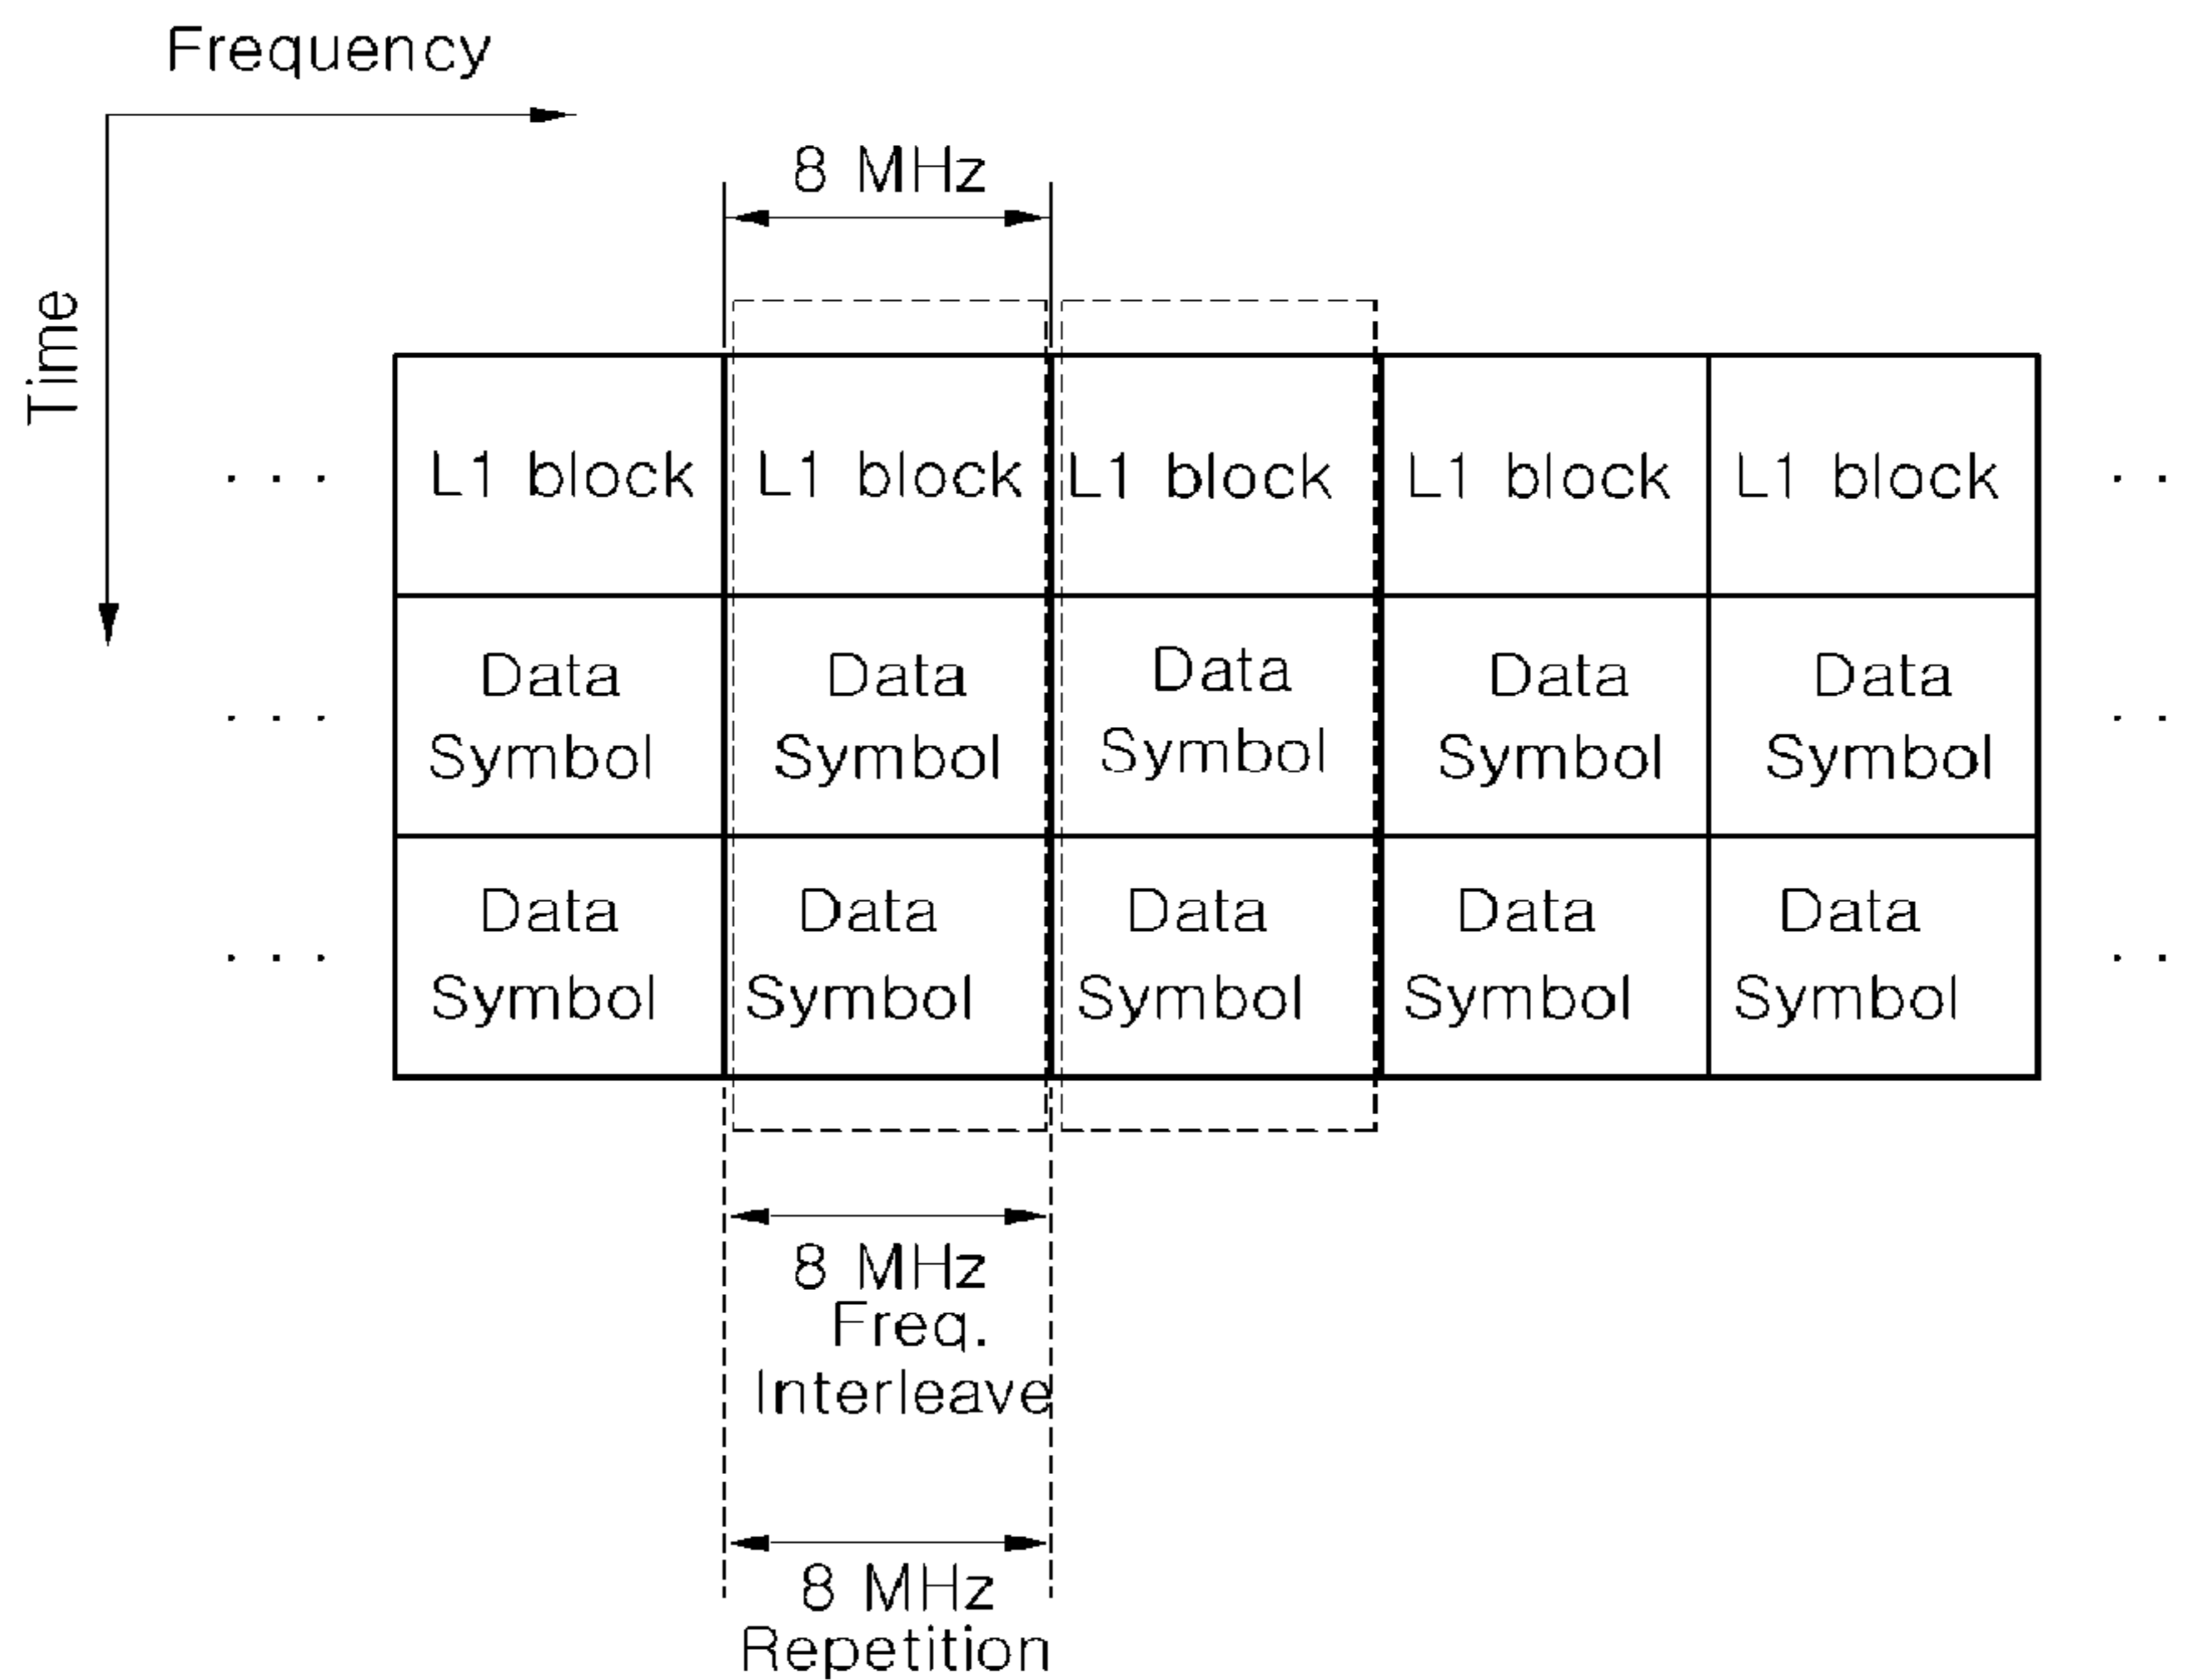 Frequency
8 MHz
Time
. . . L1 block L1 block L1 block L1 block L1 block . .
Data Data Data Data Data
. . . Symbol Symbol Symbol Symbol Symbol . .
Data Data Data Data Data
. . . Symbol Symbol Symbol Symbol Symbol . .
8 MHz
Freq.
Interleave
8 MHz
Repetition